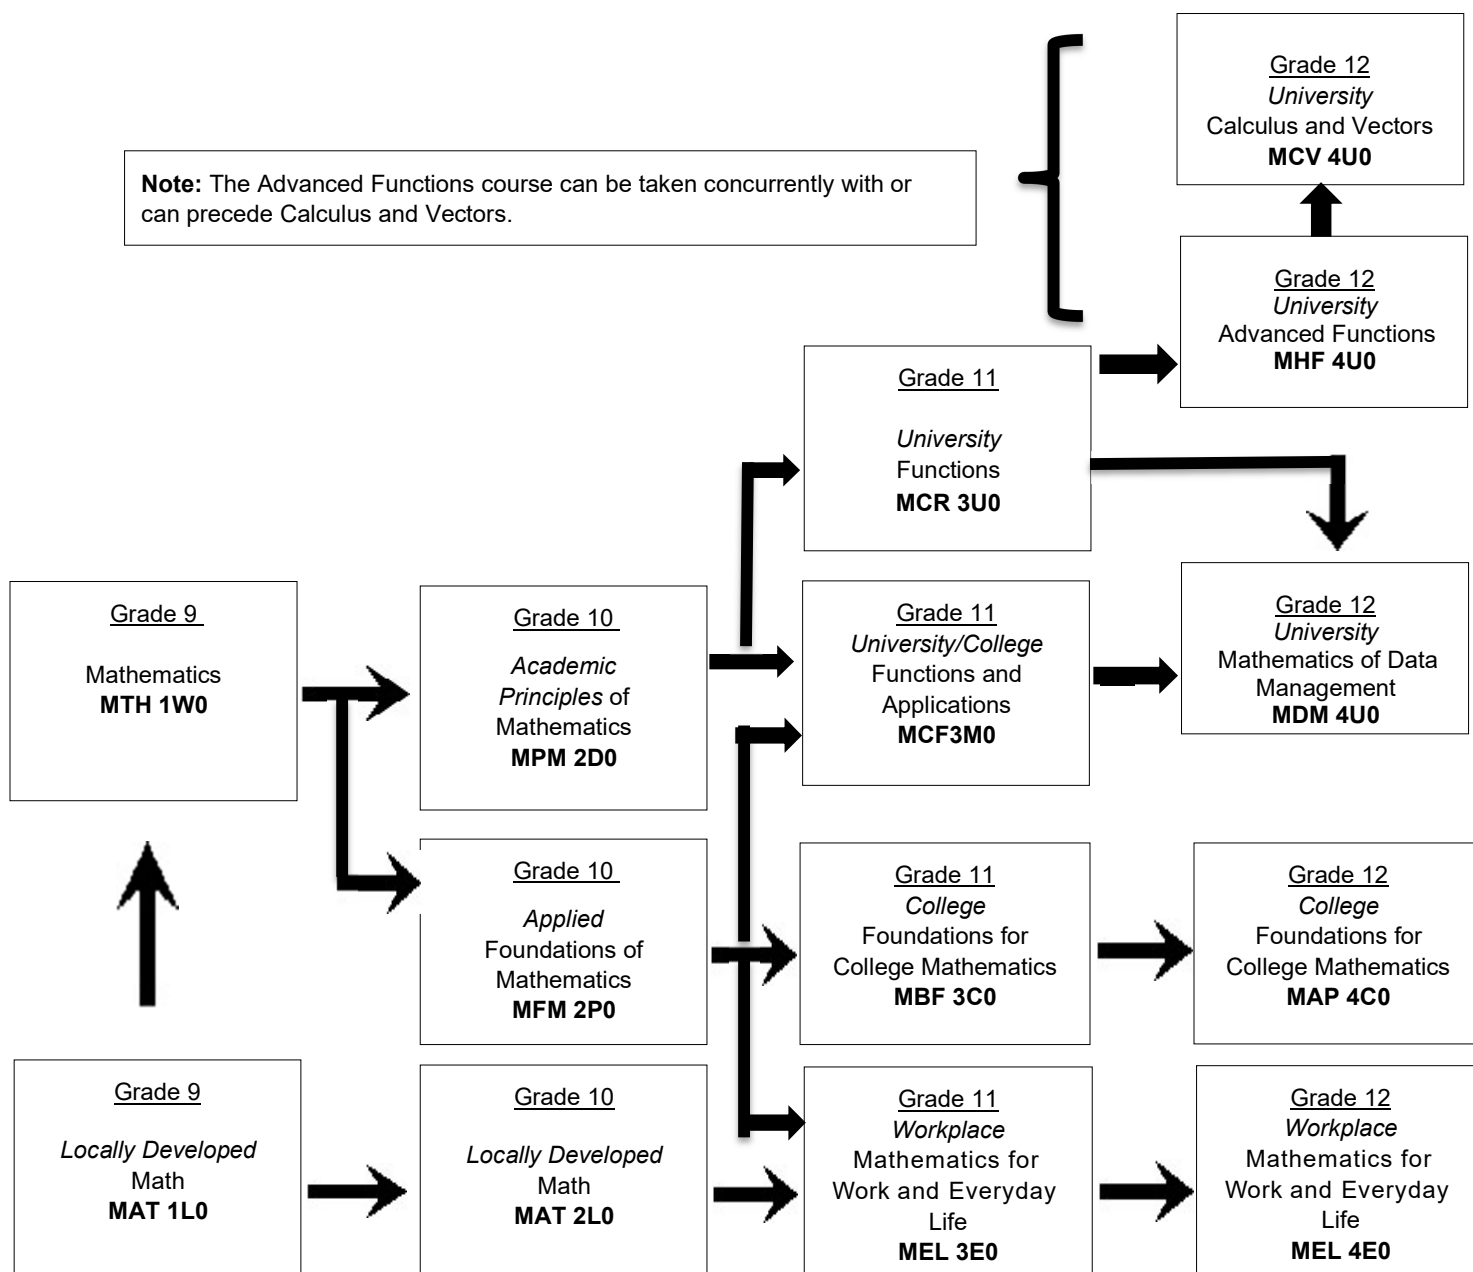 Grade 12
University
Calculus and Vectors
MCV 4U0
Note: The Advanced Functions course can be taken concurrently with or
can precede Calculus and Vectors.
Grade 12
University
Advanced Functions
MHF 4U0
Grade 11
University
Functions
MCR 3U0
Grade 9
Mathematics
MTH 1W0
Grade 10
Academic
Principles of
Mathematics
MPM 2D0
Grade 11
University/College
Functions and
Applications
MCF3M0
Grade 12
University
Mathematics of Data
Management
MDM 4U0
Grade 10
Applied
Foundations of
Mathematics
MFM 2P0
Grade 11
College
Foundations for
College Mathematics
MBF 3C0
Grade 12
College
Foundations for
College Mathematics
MAP 4C0
Grade 9
Locally Developed
Math
MAT 1L0
Grade 10
Locally Developed
Math
MAT 2L0
Grade 11
Workplace
Mathematics for
Work and Everyday
Life
MEL 3E0
Grade 12
Workplace
Mathematics for
Work and Everyday
Life
MEL 4E0